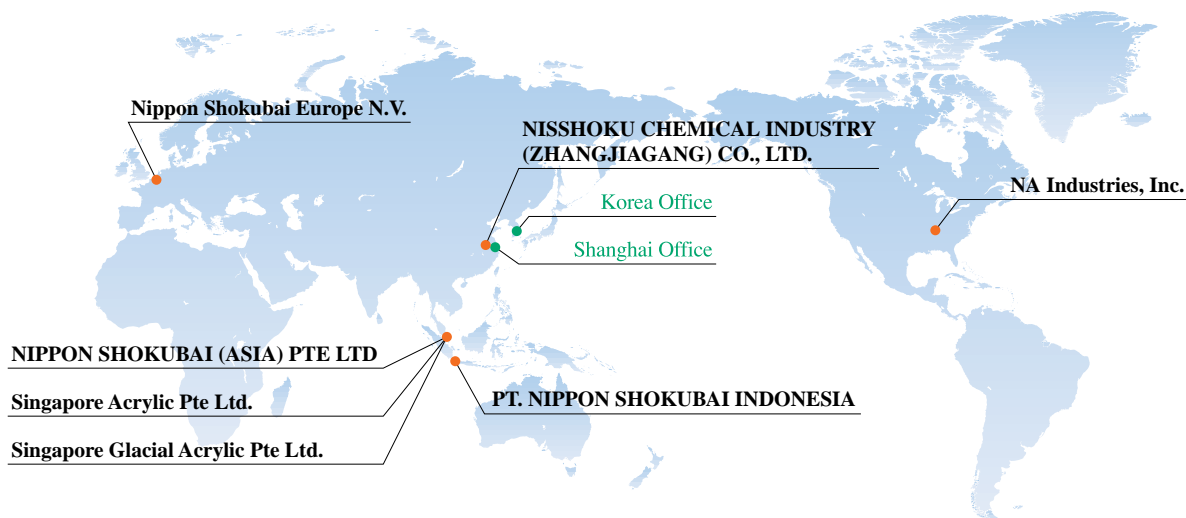 Nippon Shokubai Europe N.V.
NISSHOKU CHEMICAL INDUSTRY
(ZHANGJIAGANG) CO., LTD.
Korea Office
Shanghai Office
NA Industries, Inc.
NIPPON SHOKUBAI (ASIA) PTE LTD
Singapore Acrylic Pte Ltd.
Singapore Glacial Acrylic Pte Ltd.
PT. NIPPON SHOKUBAI INDONESIA